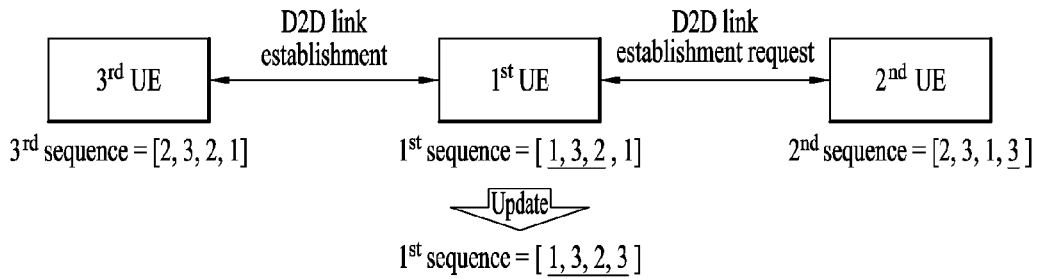 D2D link establishment
D2D link establishment request
3rd UE
1st UE
2nd UE
3rd sequence = [2, 3, 2, 1]
1st sequence = [ 1, 3, 2 , 1]
2nd sequence = [2, 3, 1, 3 ]
Update
1st sequence = [ 1, 3, 2, 3 ]